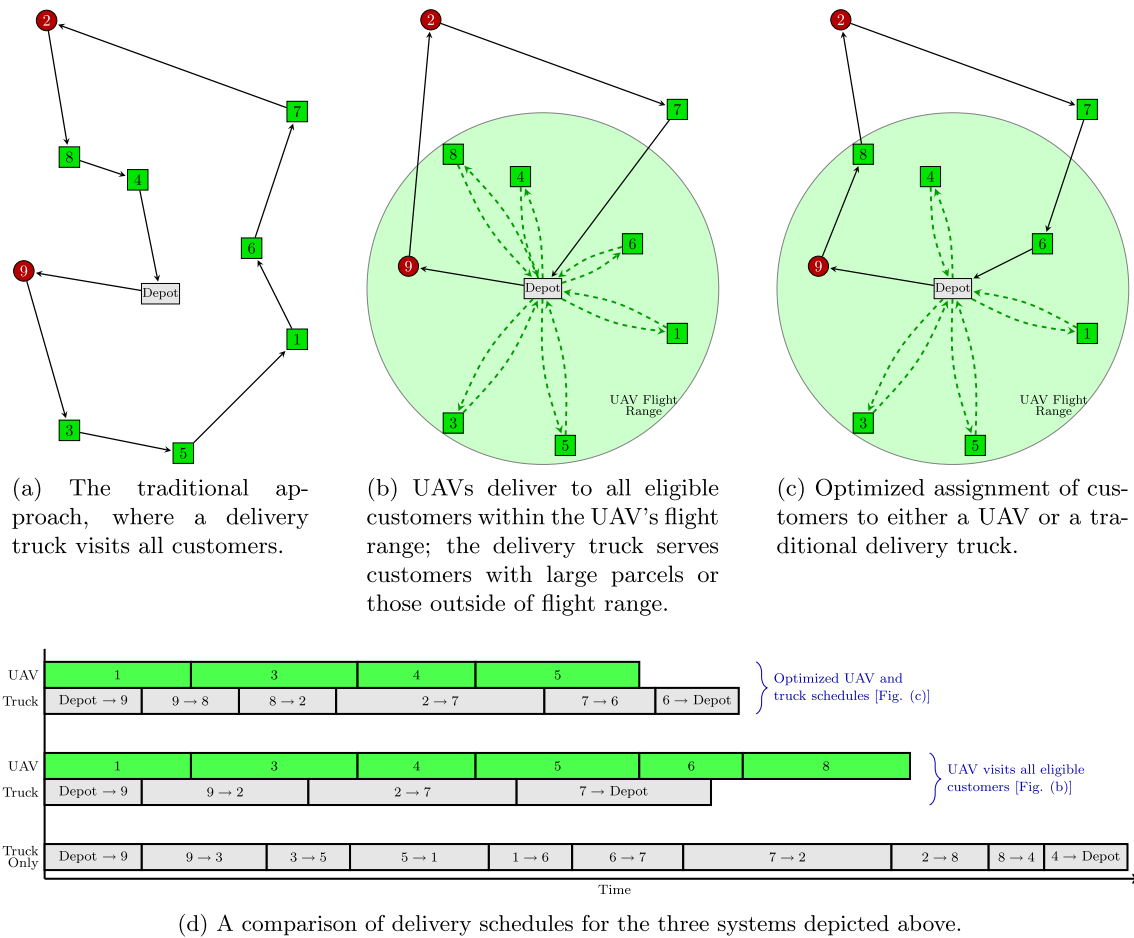 2
7
8
4
6
9
Depot
1
3
5
2
7
8
4
6
9
Depot
1
UAV Flight
Range
3
5
2
7
8
4
6
9
Depot
1
UAV Flight
Range
3
5
(a) The traditional ap-
proach, where a delivery
truck visits all customers.
(b) UAVs deliver to all eligible
customers within the UAV's flight
range; the delivery truck serves
customers with large parcels or
those outside of flight range.
(c) Optimized assignment of cus-
tomers to either a UAV or a tra-
ditional delivery truck.
UAV 1 3 4 5
Truck Depot → 9 9 → 8 8 → 2 2 → 7 7 → 6 6 → Depot
Optimized UAV and
truck schedules [Fig. (c)]
UAV 1 3 4 5 6 8
Truck Depot → 9 9 → 2 2 → 7 7 → Depot
UAV visits all eligible
customers [Fig. (b)]
Truck
Only
Depot → 9 9 → 3 3 → 5 5 → 1 1 → 6 6 → 7 7 → 2 2 → 8 8 → 4 4 → Depot
Time
(d) A comparison of delivery schedules for the three systems depicted above.